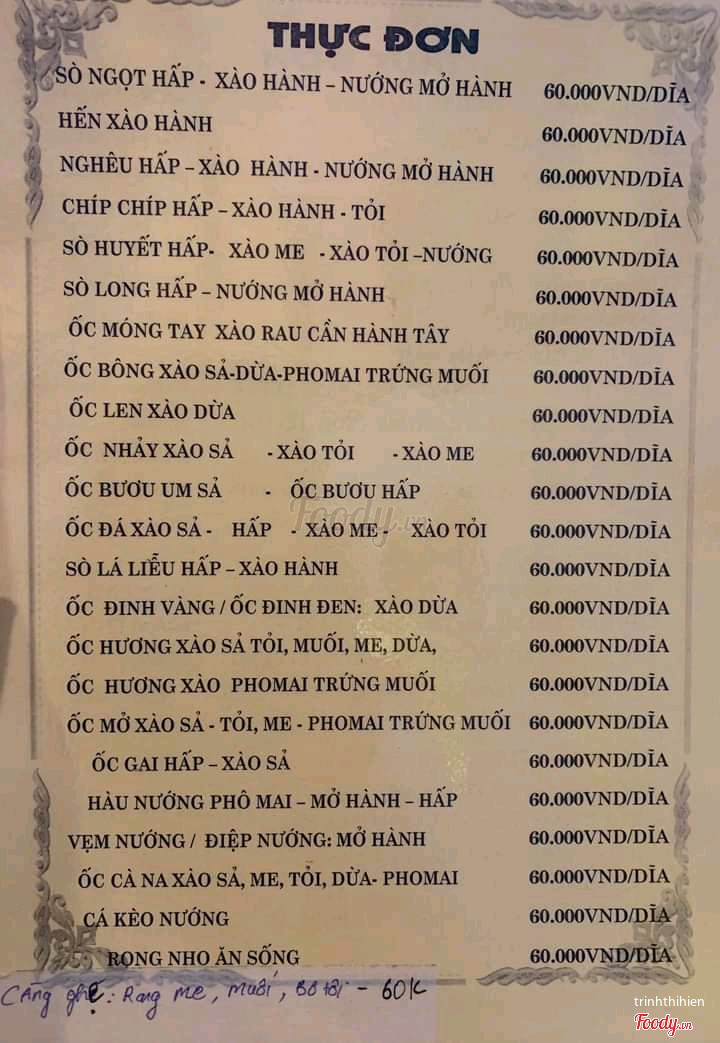 THỰC ĐƠN
SÒ NGỌT HẤP - XÀO HÀNH – NƯỚNG MỞ HÀNH 60.000VND/DĨA
HẾN XÀO HÀNH 60.000VND/DĨA
NGHÊU HẤP – XÀO HÀNH - NƯỚNG MỞ HÀNH 60.000VND/DĨA
CHÍP CHÍP HẤP – XÀO HÀNH - TỎI 60.000VND/DĨA
SÒ HUYẾT HẤP- XÀO ME - XÀO TỎI –NƯỚNG 60.000VND/DĨA
SÒ LONG HẤP – NƯỚNG MỞ HÀNH 60.000VND/DĨA
ỐC MÓNG TAY XÀO RAU CẦN HÀNH TÂY 60.000VND/DĨA
ỐC BÔNG XÀO SẢ-DỪA-PHOMAI TRỨNG MUỐI 60.000VND/DĨA
ỐC LEN XÀO DỪA 60.000VND/DĨA
ỐC NHẢY XÀO SẢ - XÀO TỎI - XÀO ME 60.000VND/DĨA
ỐC BƯƠU UM SẢ - ỐC BƯƠU HẤP 60.000VND/DĨA
Foody.vn
ỐC ĐÁ XÀO SẢ - HẤP - XÀO ME - XÀO TỎI 60.000VND/DĨA
SÒ LÁ LIỄU HẤP – XÀO HÀNH 60.000VND/DĨA
ỐC ĐINH VÀNG / ỐC ĐINH ĐEN: XÀO DỪA 60.000VND/DĨA
ỐC HƯƠNG XÀO SẢ TỎI, MUỐI, ME, DỪA, 60.000VND/DĨA
ỐC HƯƠNG XÀO PHOMAI TRỨNG MUỐI 60.000VND/DĨA
ỐC MỞ XÀO SẢ - TỎI, ME - PHOMAI TRỨNG MUỐI 60.000VND/DĨA
ỐC GAI HẤP – XÀO SẢ 60.000VND/DĨA
HÀU NƯỚNG PHÔ MAI – MỞ HÀNH – HẤP 60.000VND/DĨA
VẸM NƯỚNG / ĐIỆP NƯỚNG: MỞ HÀNH 60.000VND/DĨA
ỐC CÀ NA XÀO SẢ, ME, TỎI, DỪA- PHOMAI 60.000VND/DĨA
CÁ KÈO NƯỚNG 60.000VND/DĨA
RONG NHO ĂN SỐNG 60.000VND/DĨA
Càng ghẹ: Rang me, muối, Bơ tỏi - 60K
trinhthihien
Foody.vn